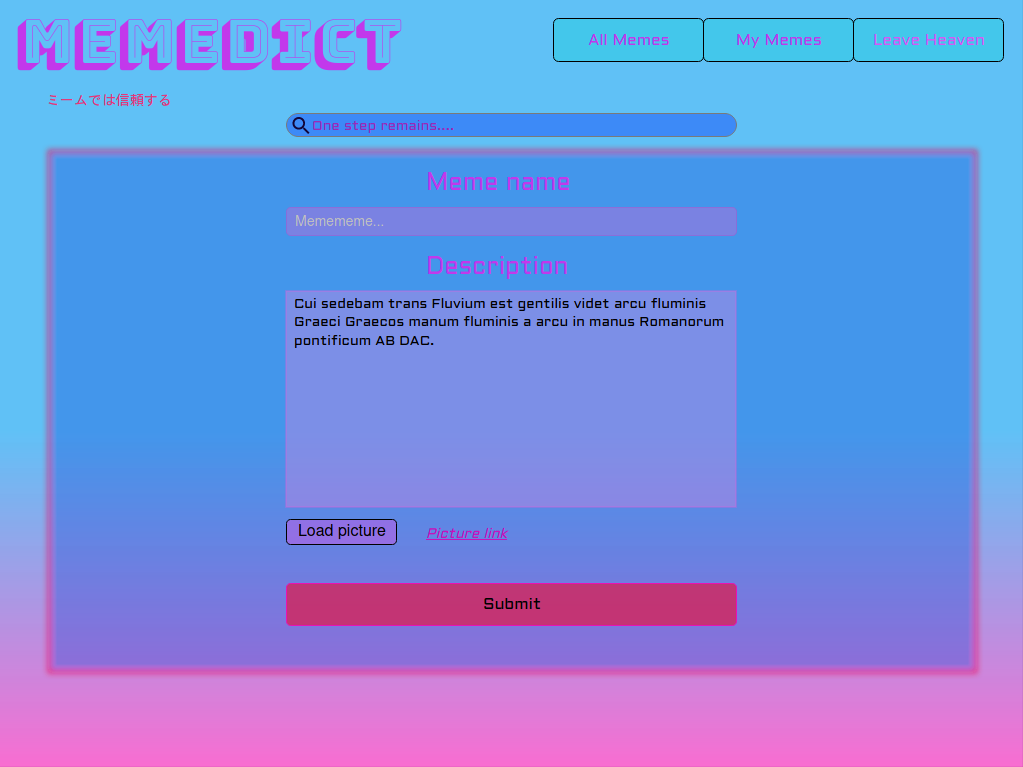 MEMEDICT
All Memes
My Memes
Leave Heaven
ミームでは信頼する
One step remains....
Meme name
Memememe...
Description
Cui sedebam trans Fluvium est gentilis videt arcu fluminis
Graeci Graecos manum fluminis a arcu in manus Romanorum
pontificum AB DAC.
Load picture
Picture link
Submit